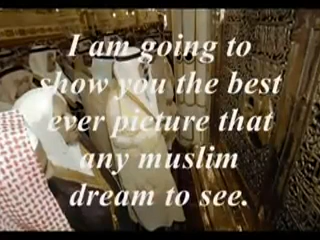 I am going to
show you the best
ever picture that
any muslim
dream to see.